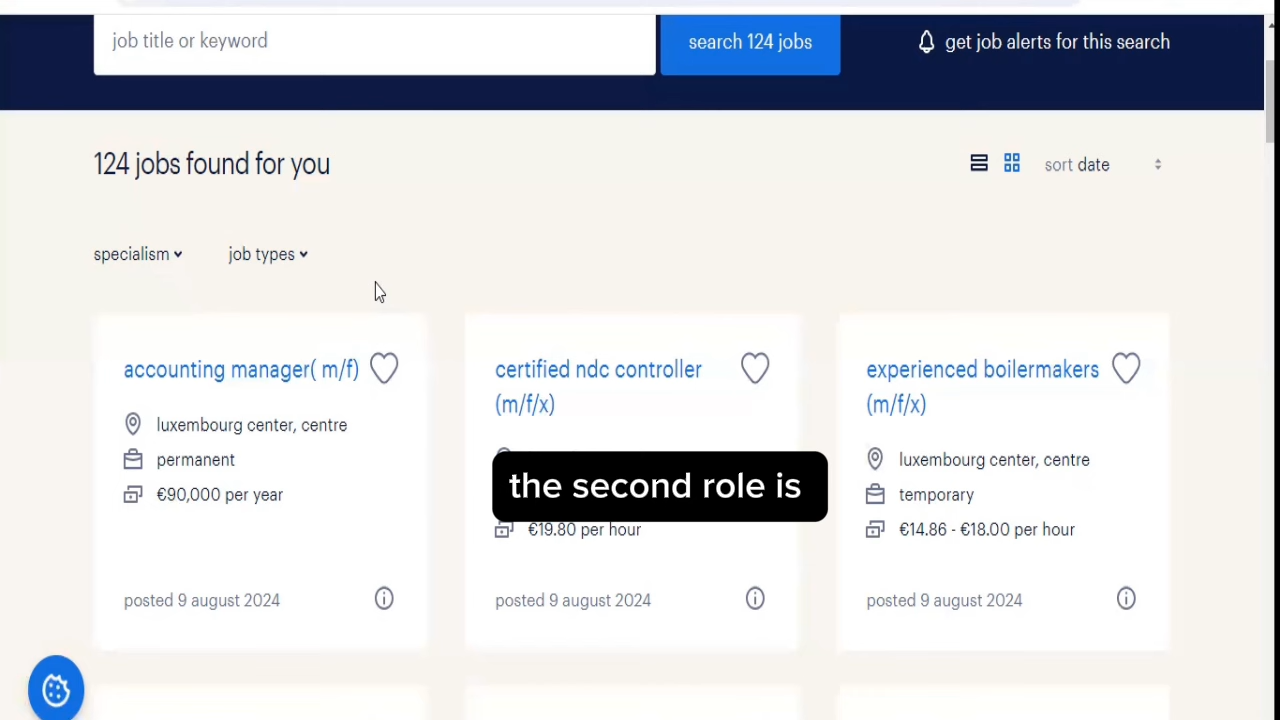 job title or keyword
search 124 jobs
get job alerts for this search
124 jobs found for you
sort date
specialism
job types
accounting manager( m/f)
luxembourg center, centre
permanent
€90,000 per year
posted 9 august 2024
certified ndc controller
(m/f/x)
the second role is
€19.80 per hour
posted 9 august 2024
experienced boilermakers
(m/f/x)
luxembourg center, centre
temporary
€14.86 - €18.00 per hour
posted 9 august 2024